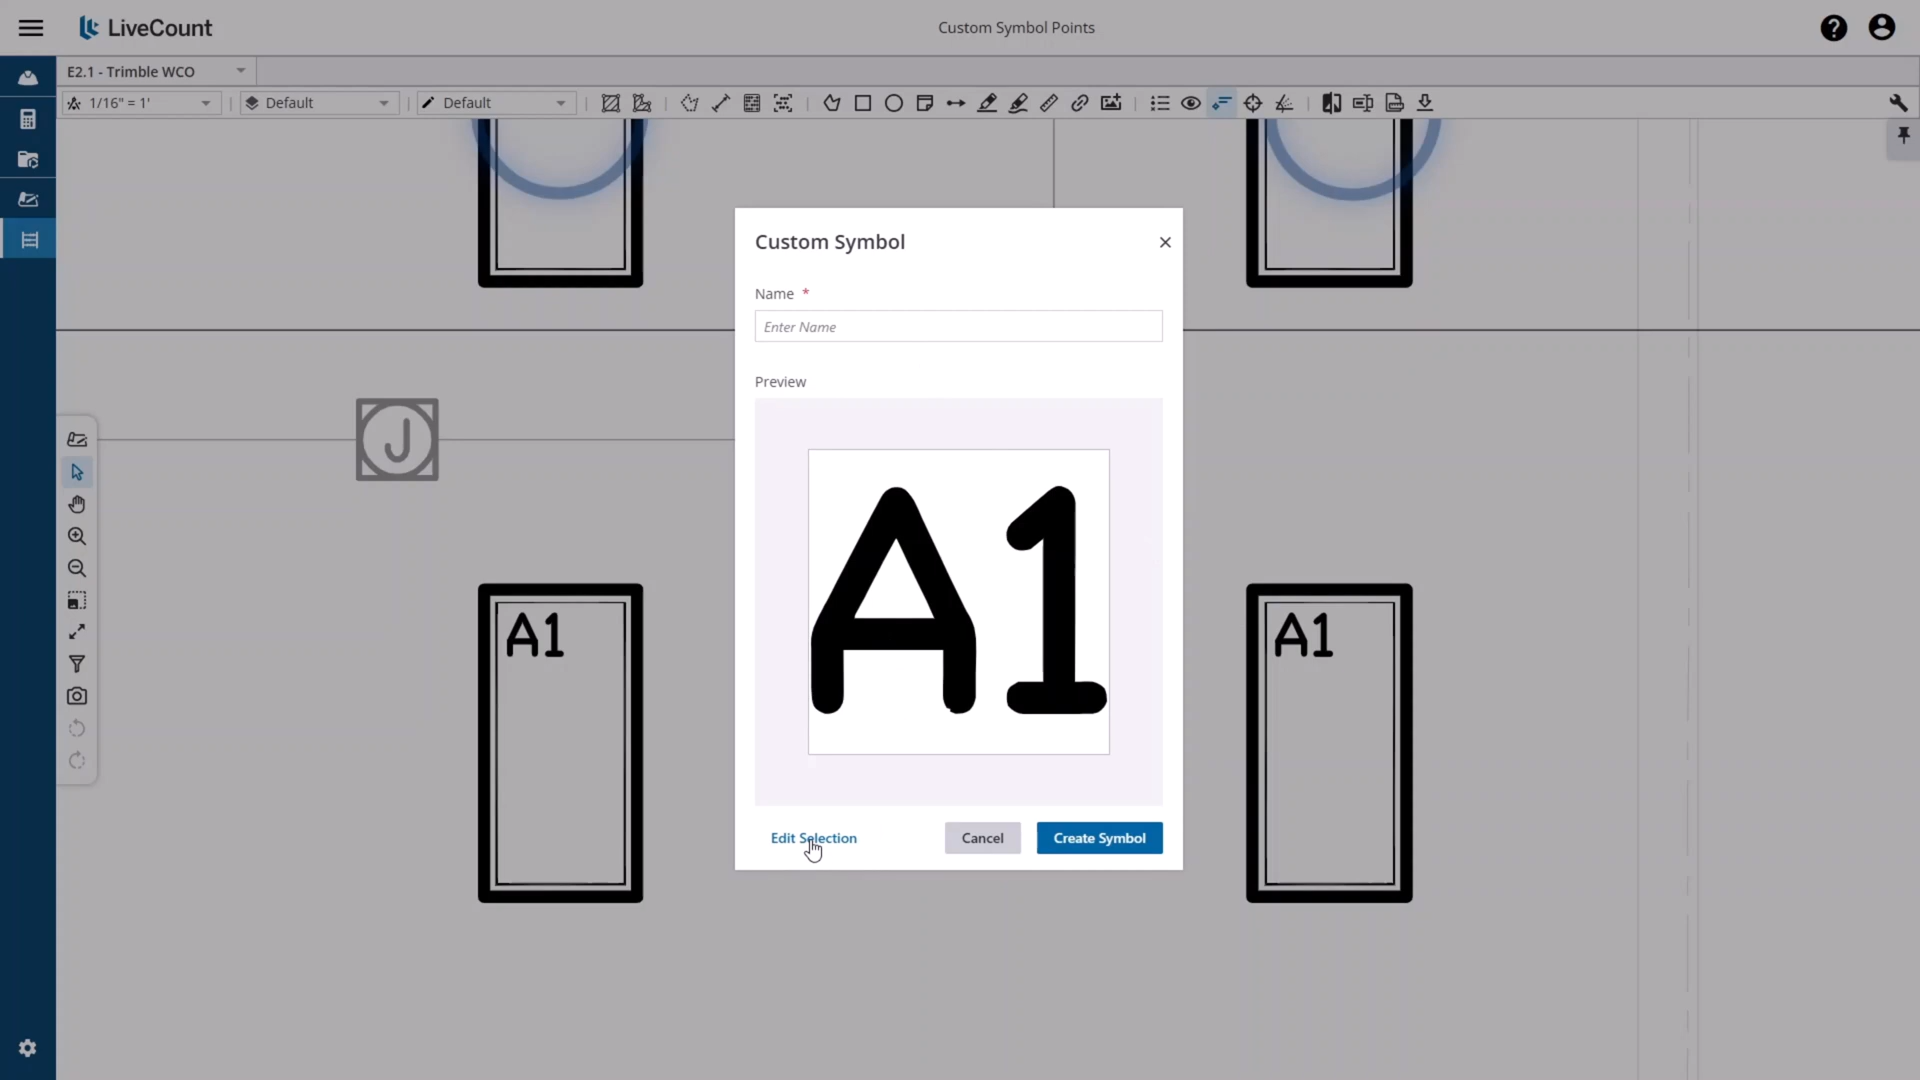 LiveCount
Custom Symbol Points
E2.1 - Trimble WCO
1/16" = 1'
Default
Default
Custom Symbol
Name *
Enter Name
Preview
A1
J
A1
A1
Edit Selection
Cancel
Create Symbol